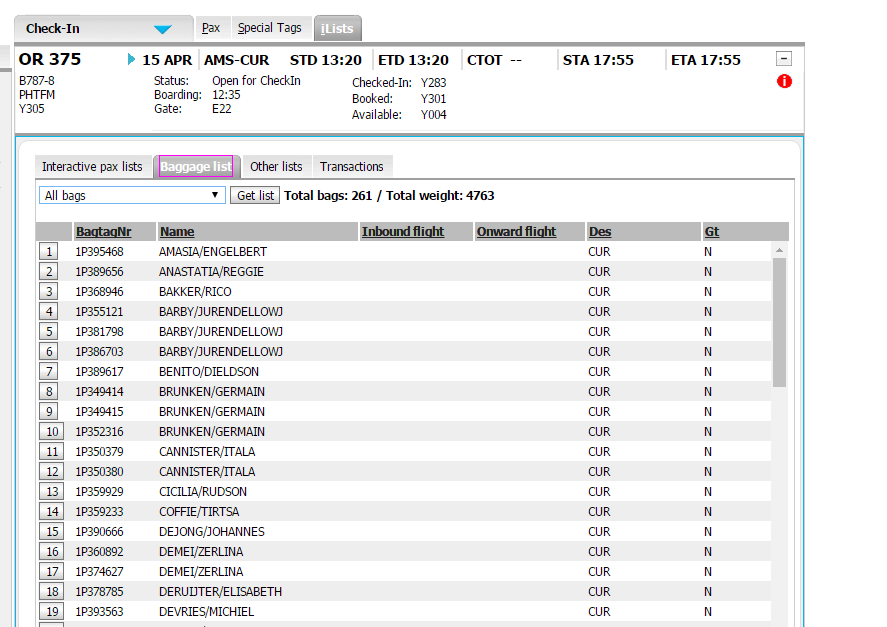 Check-In Pax Special Tags iLists
OR 375 15 APR AMS-CUR STD 13:20 ETD 13:20 CTOT -- STA 17:55 ETA 17:55 -
B787-8 Status: Open for CheckIn Checked-In: Y283 i
PHTFM Boarding: 12:35 Booked: Y301
Y305 Gate: E22 Available: Y004
Interactive pax lists Baggage list Other lists Transactions
All bags Get list Total bags: 261 / Total weight: 4763
BagtagNr Name Inbound flight Onward flight Des Gt
1 1P395468 AMASIA/ENGELBERT CUR N
2 1P389656 ANASTATIA/REGGIE CUR N
3 1P368946 BAKKER/RICO CUR N
4 1P355121 BARBY/JURENDELLOWJ CUR N
5 1P381798 BARBY/JURENDELLOWJ CUR N
6 1P386703 BARBY/JURENDELLOWJ CUR N
7 1P389617 BENITO/DIELDSON CUR N
8 1P349414 BRUNKEN/GERMAIN CUR N
9 1P349415 BRUNKEN/GERMAIN CUR N
10 1P352316 BRUNKEN/GERMAIN CUR N
11 1P350379 CANNISTER/ITALA CUR N
12 1P350380 CANNISTER/ITALA CUR N
13 1P359929 CICILIA/RUDSON CUR N
14 1P359233 COFFIE/TIRTSA CUR N
15 1P390666 DEJONG/JOHANNES CUR N
16 1P360892 DEMEI/ZERLINA CUR N
17 1P374627 DEMEI/ZERLINA CUR N
18 1P378785 DERUIJTER/ELISABETH CUR N
19 1P393563 DEVRIES/MICHIEL CUR N